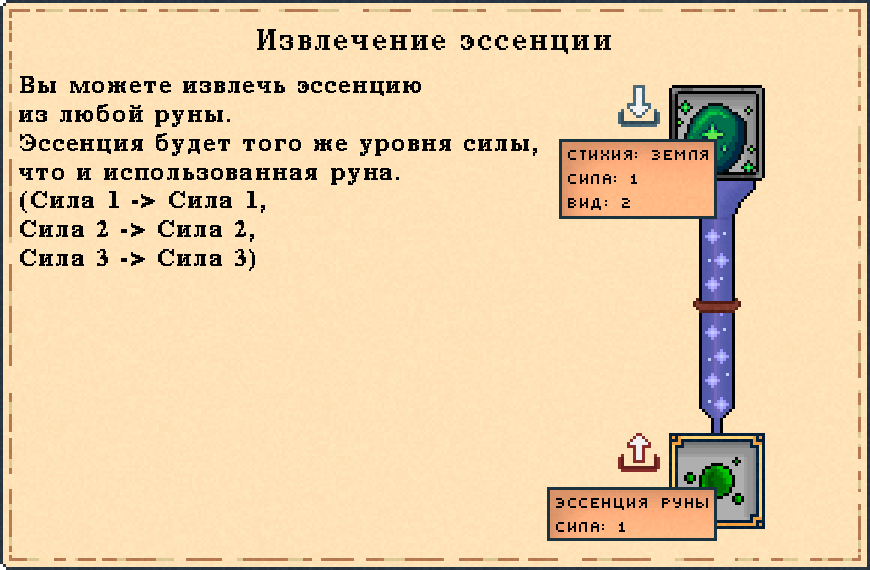 Извлечение эссенции
Вы можете извлечь эссенцию
из любой руны.
Эссенция будет того же уровня силы,
что и использованная руна.
(Сила 1 -> Сила 1,
Сила 2 -> Сила 2,
Сила 3 -> Сила 3)
СТИХИЯ: ЗЕМЛЯ
СИЛА: 1
ВИД: 2
ЭССЕНЦИЯ РУНЫ
СИЛА: 1